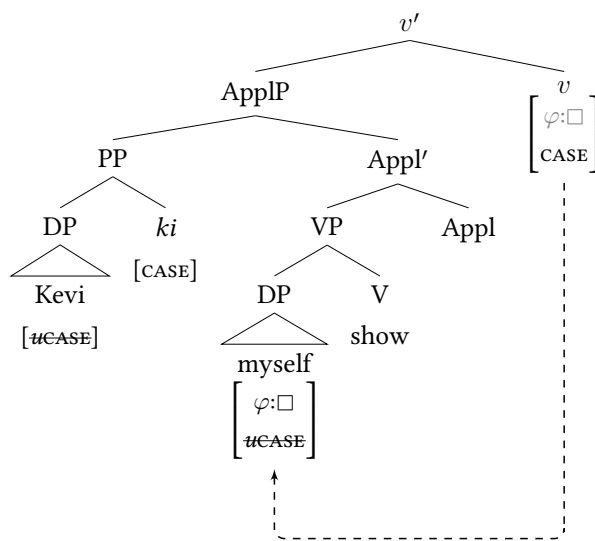 v′
ApplP v
[φ:□
CASE]
PP Appl′
DP ki VP Appl
[CASE]
Kevi DP V
[uCASE] show
myself
[φ:□
uCASE]